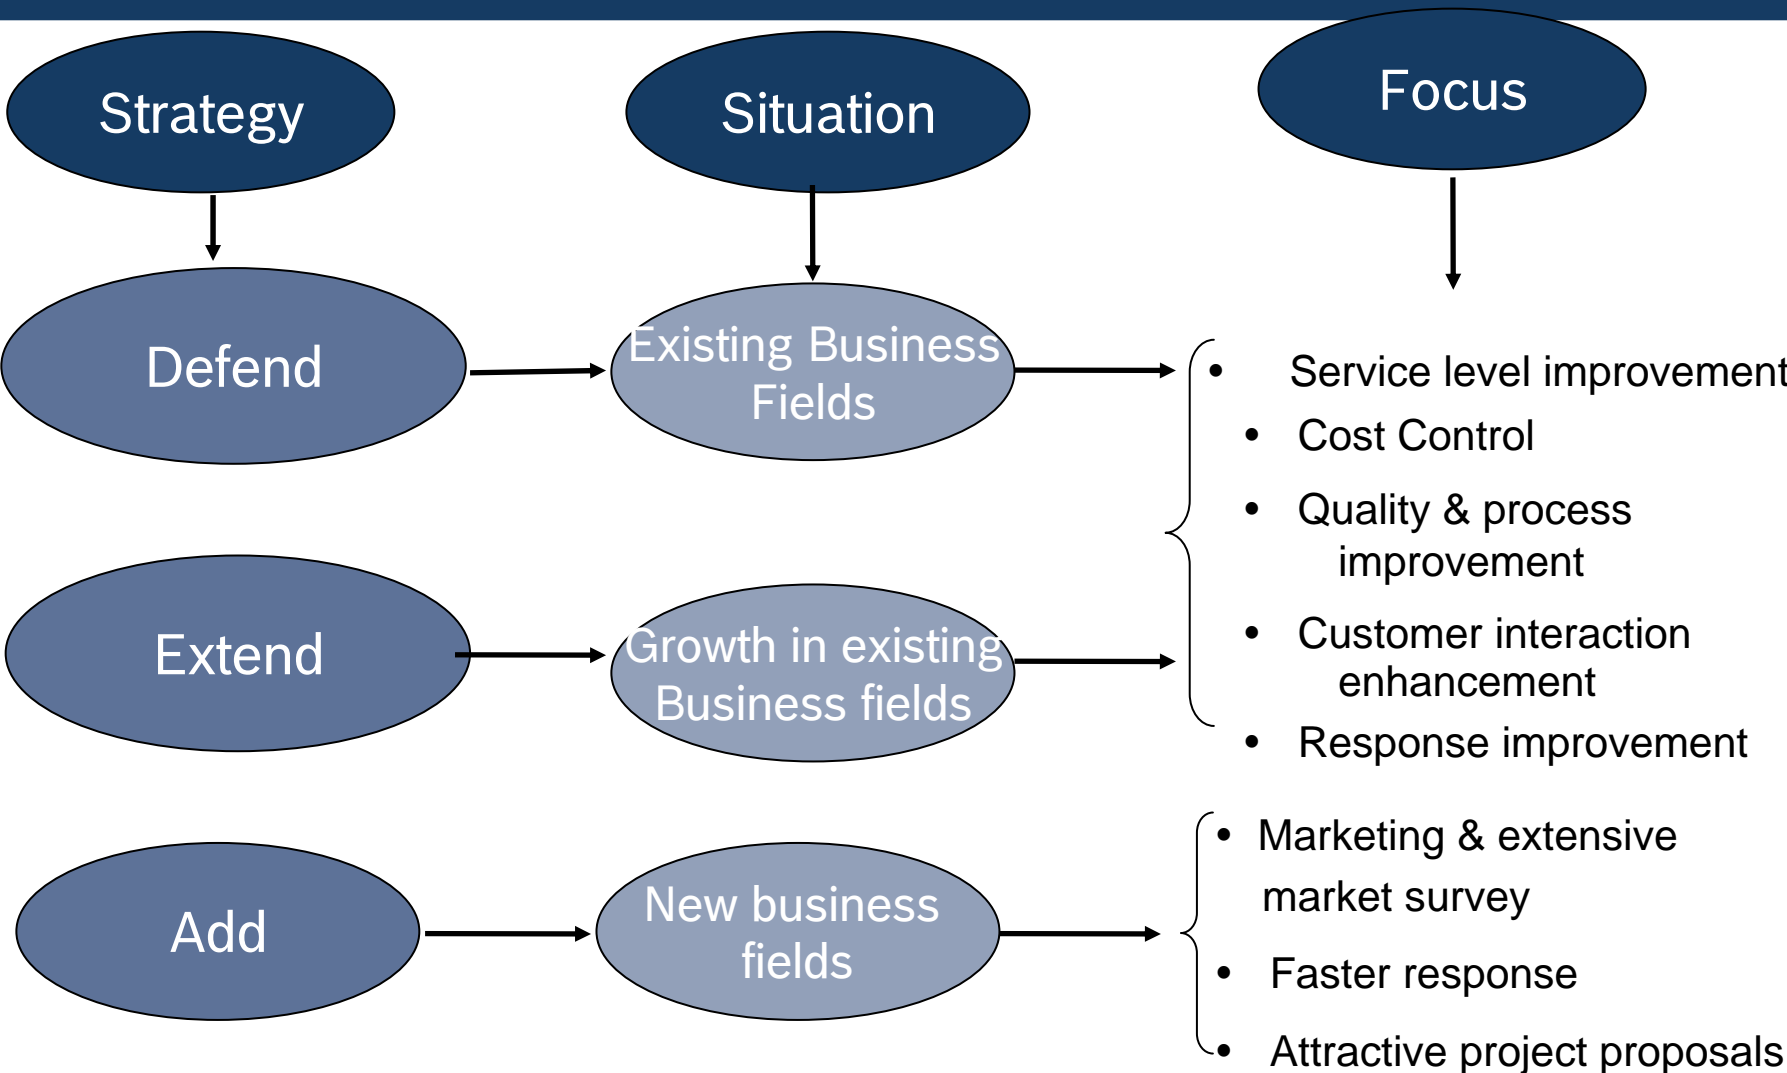 Strategy
Situation
Focus
Defend
Existing Business
Fields
• Service level improvement
• Cost Control
• Quality & process
improvement
Extend
Growth in existing
Business fields
• Customer interaction
enhancement
• Response improvement
Add
New business
fields
• Marketing & extensive
market survey
• Faster response
• Attractive project proposals